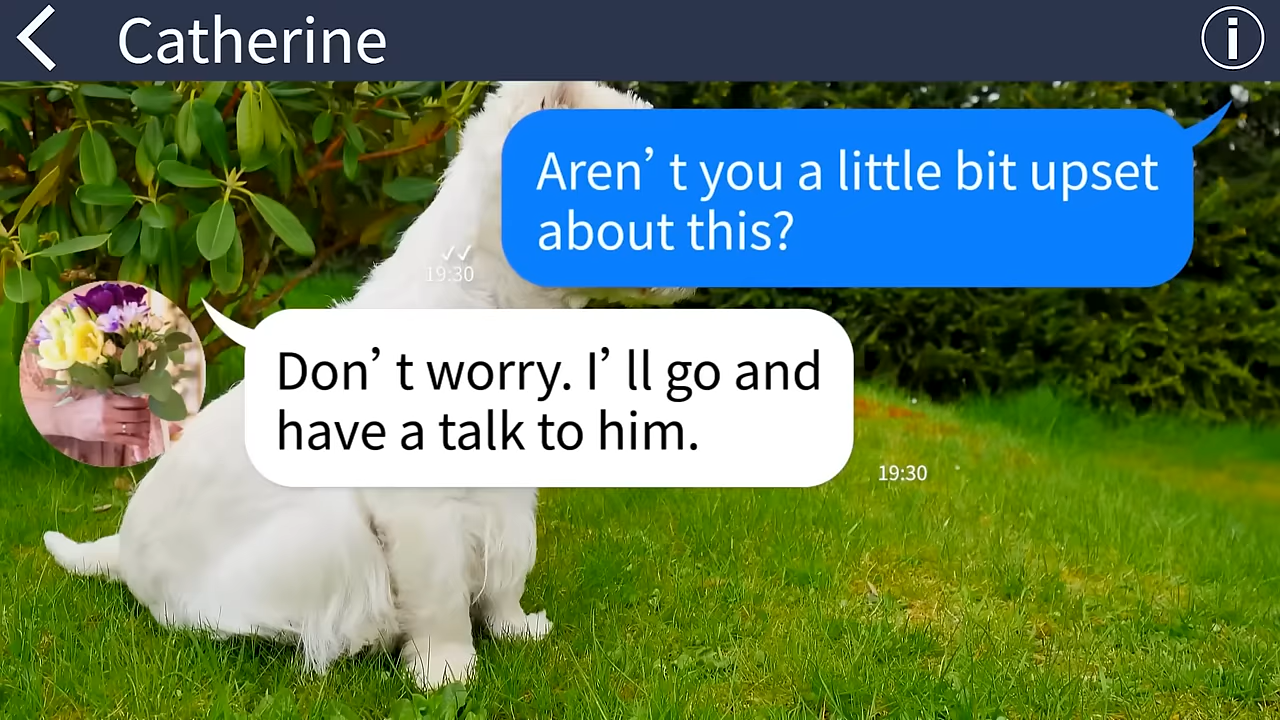 Catherine
Aren’t you a little bit upset
about this?
19:30
Don’t worry. I’ll go and
have a talk to him.
19:30